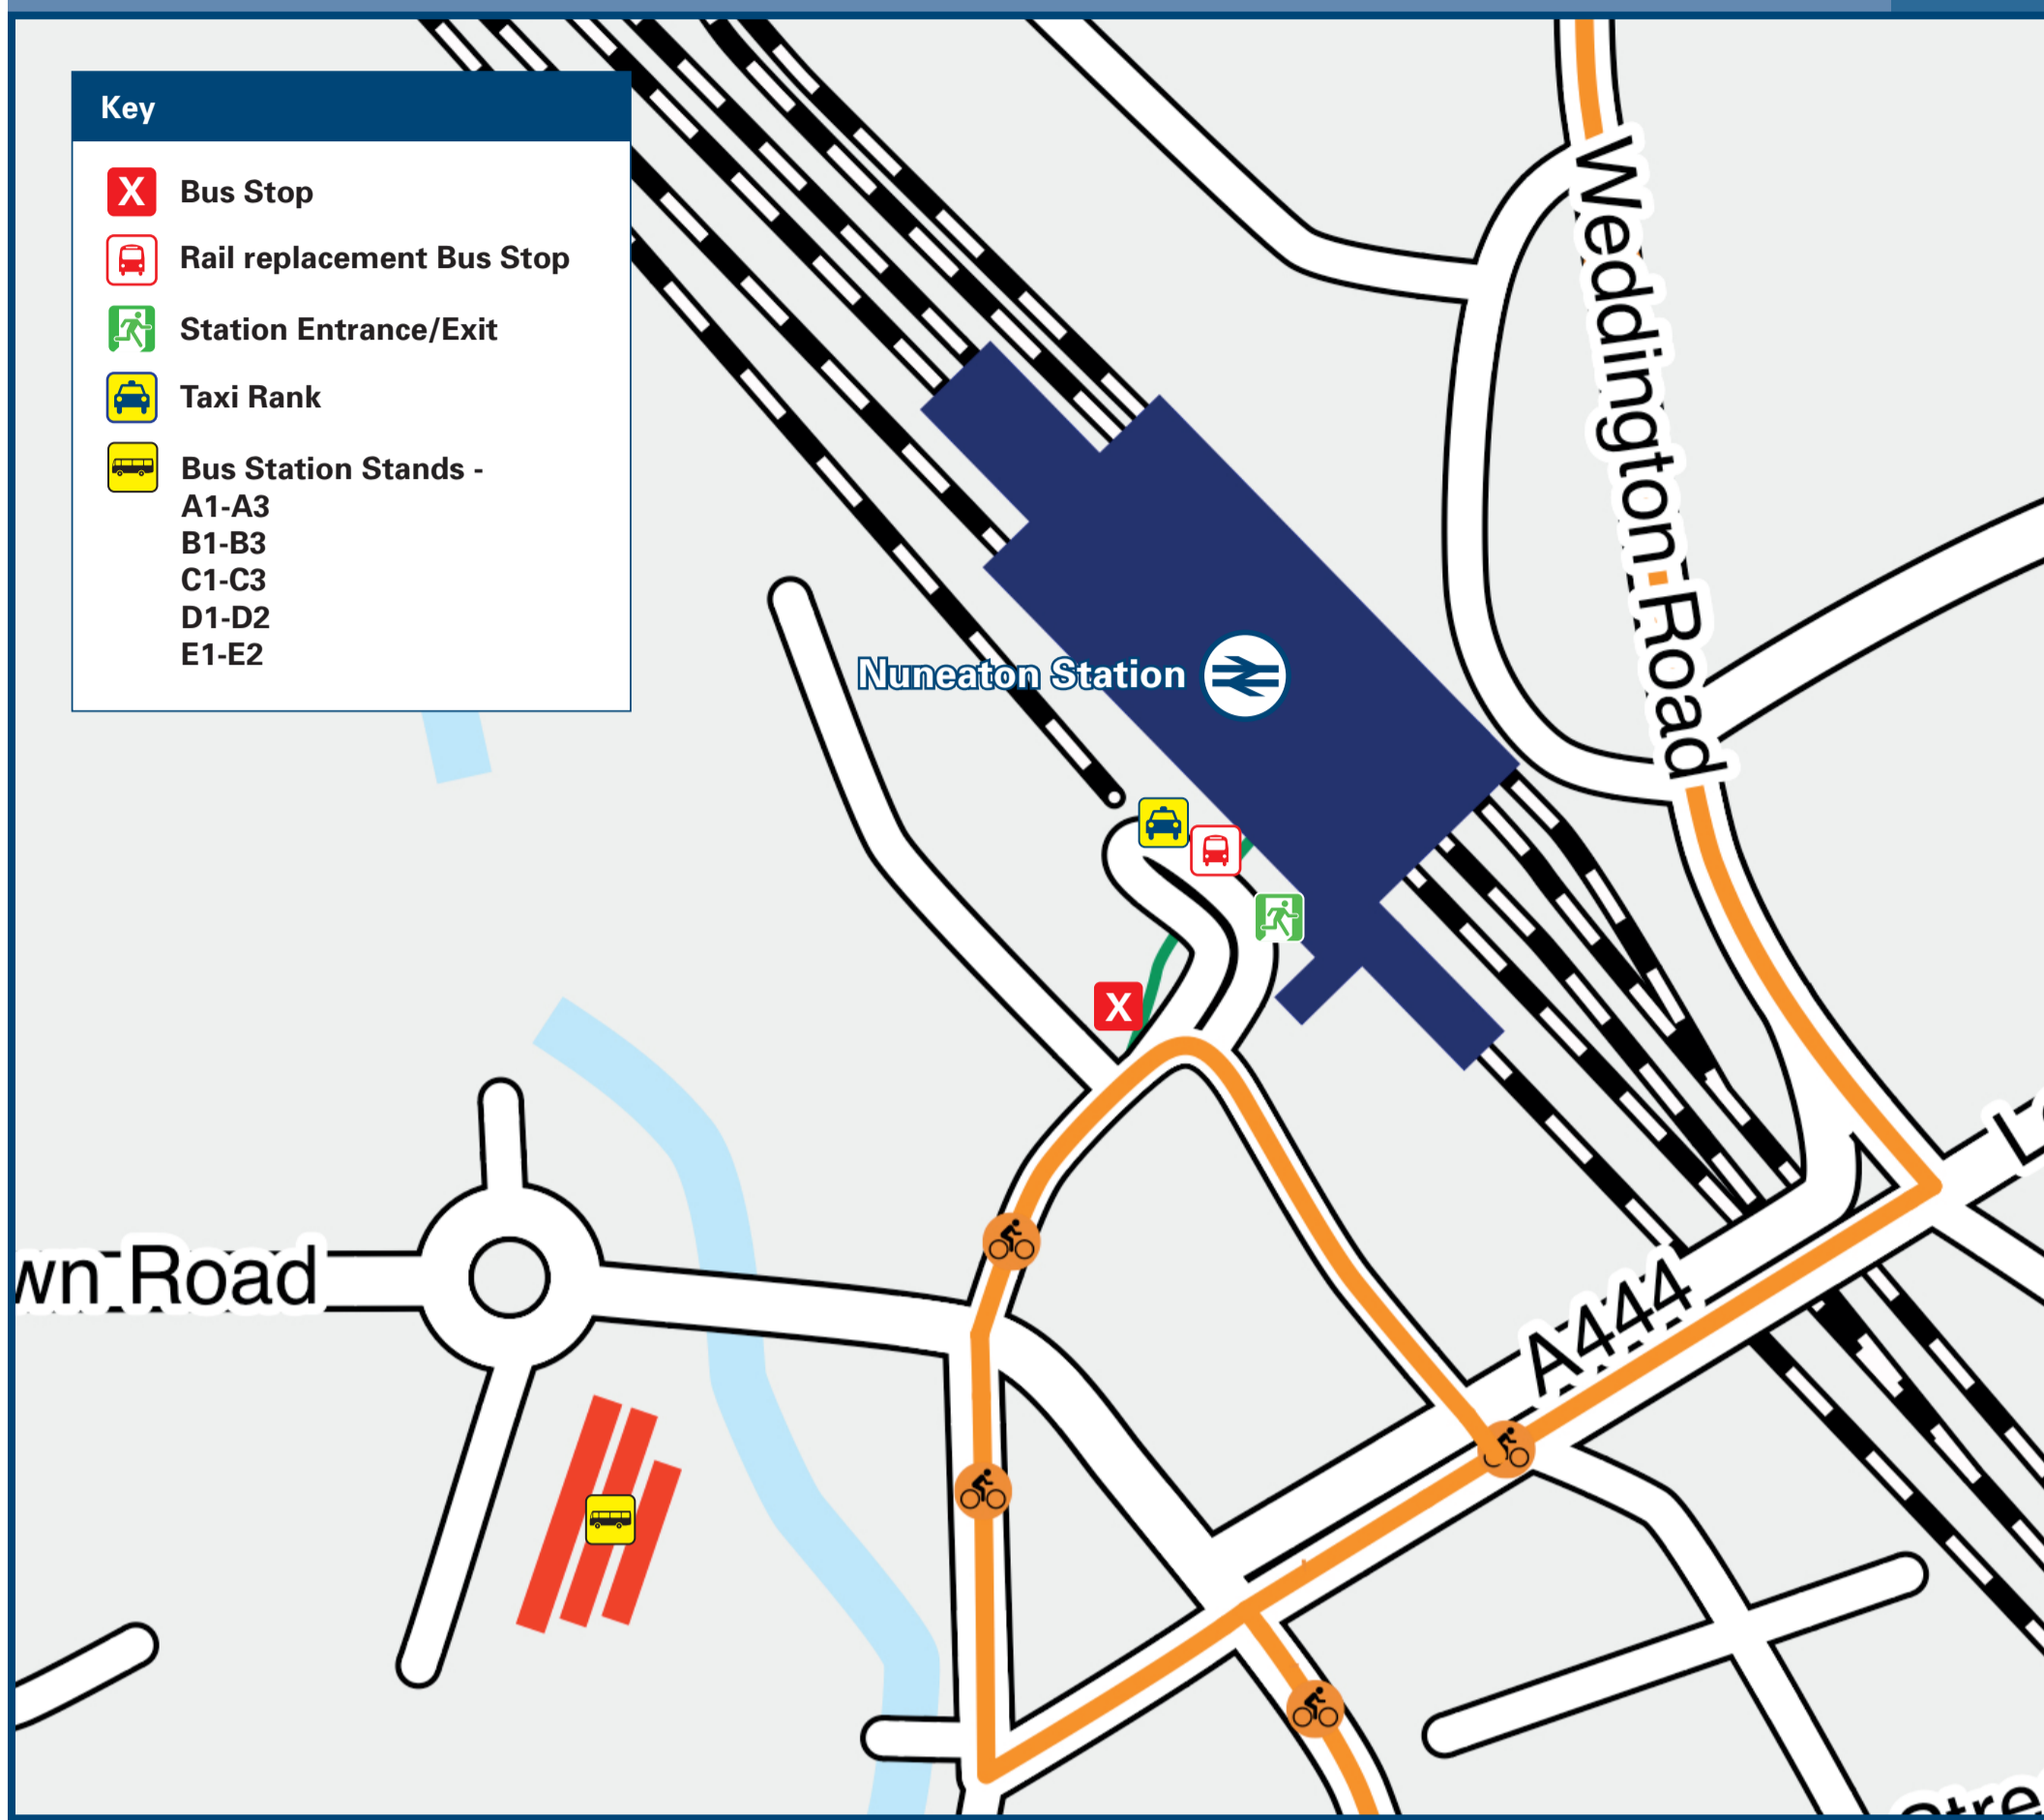 Key
X Bus Stop
Rail replacement Bus Stop
Station Entrance/Exit
Taxi Rank
Bus Station Stands -
A1-A3
B1-B3
C1-C3
D1-D2
E1-E2
Weddington Road
Nuneaton Station
X
wn Road
A444